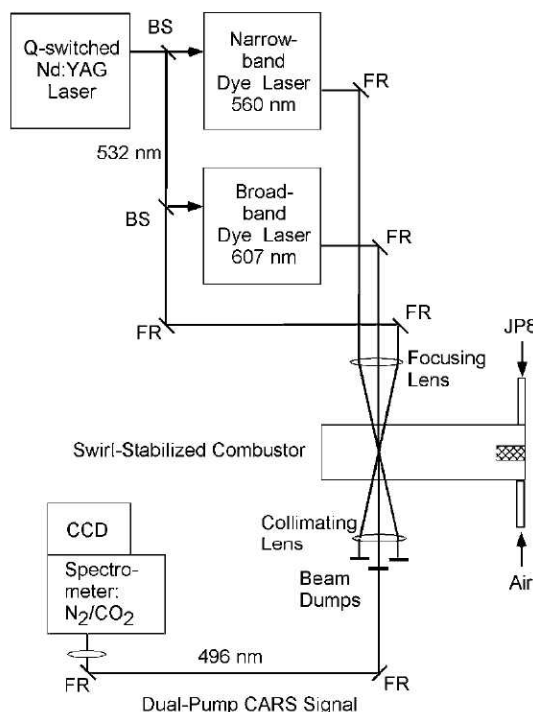 Q-switched
Nd:YAG
Laser
BS
Narrow-
band
Dye Laser
560 nm
FR
532 nm
BS
Broad-
band
Dye Laser
607 nm
FR
FR
FR
JP8
Focusing
Lens
Swirl-Stabilized Combustor
CCD
Spectro-
meter:
N2/CO2
Collimating
Lens
Beam
Dumps
Air
496 nm
FR
FR
Dual-Pump CARS Signal